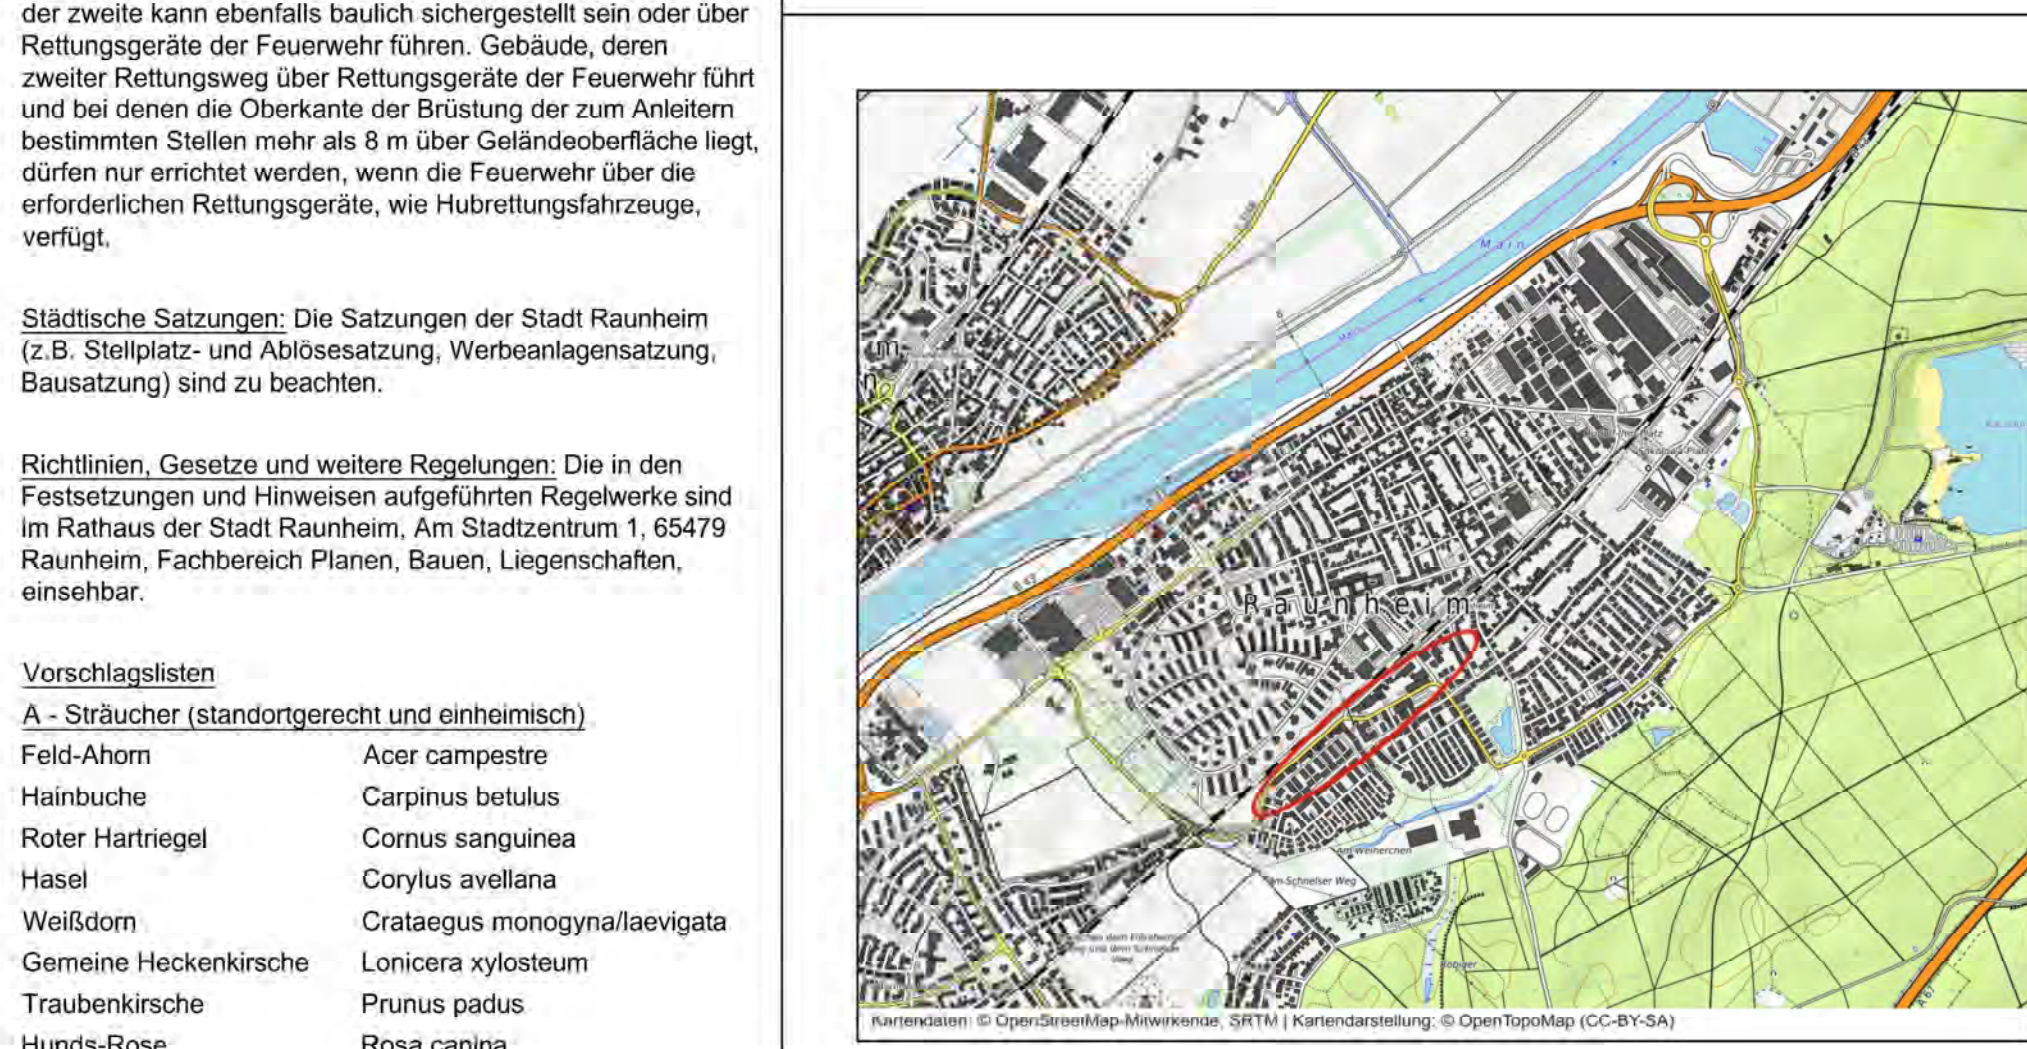 der zweite kann ebenfalls baulich sichergestellt sein oder über
Rettungsgeräte der Feuerwehr führen. Gebäude, deren
zweiter Rettungsweg über Rettungsgeräte der Feuerwehr führt
und bei denen die Oberkante der Brüstung der zum Anleitern
bestimmten Stellen mehr als 8 m über Geländeoberfläche liegt,
dürfen nur errichtet werden, wenn die Feuerwehr über die
erforderlichen Rettungsgeräte, wie Hubrettungsfahrzeuge,
verfügt.
Städtische Satzungen: Die Satzungen der Stadt Raunheim
(z.B. Stellplatz- und Ablösesatzung, Werbeanlagensatzung,
Bausatzung) sind zu beachten.
Richtlinien, Gesetze und weitere Regelungen: Die in den
Festsetzungen und Hinweisen aufgeführten Regelwerke sind
im Rathaus der Stadt Raunheim, Am Stadtzentrum 1, 65479
Raunheim, Fachbereich Planen, Bauen, Liegenschaften,
einsehbar.
Vorschlagslisten
A - Sträucher (standortgerecht und einheimisch)
Feld-Ahorn Acer campestre
Hainbuche Carpinus betulus
Roter Hartriegel Cornus sanguinea
Hasel Corylus avellana
Weißdorn Crataegus monogyna/laevigata
Gemeine Heckenkirsche Lonicera xylosteum
Traubenkirsche Prunus padus
Hunds-Rose Rosa canina
Main
Main
Raunheim
Am Weinerchen
Am Schnelser Weg
A 67
Kartendaten: © OpenStreetMap-Mitwirkende, SRTM | Kartendarstellung: © OpenTopoMap (CC-BY-SA)